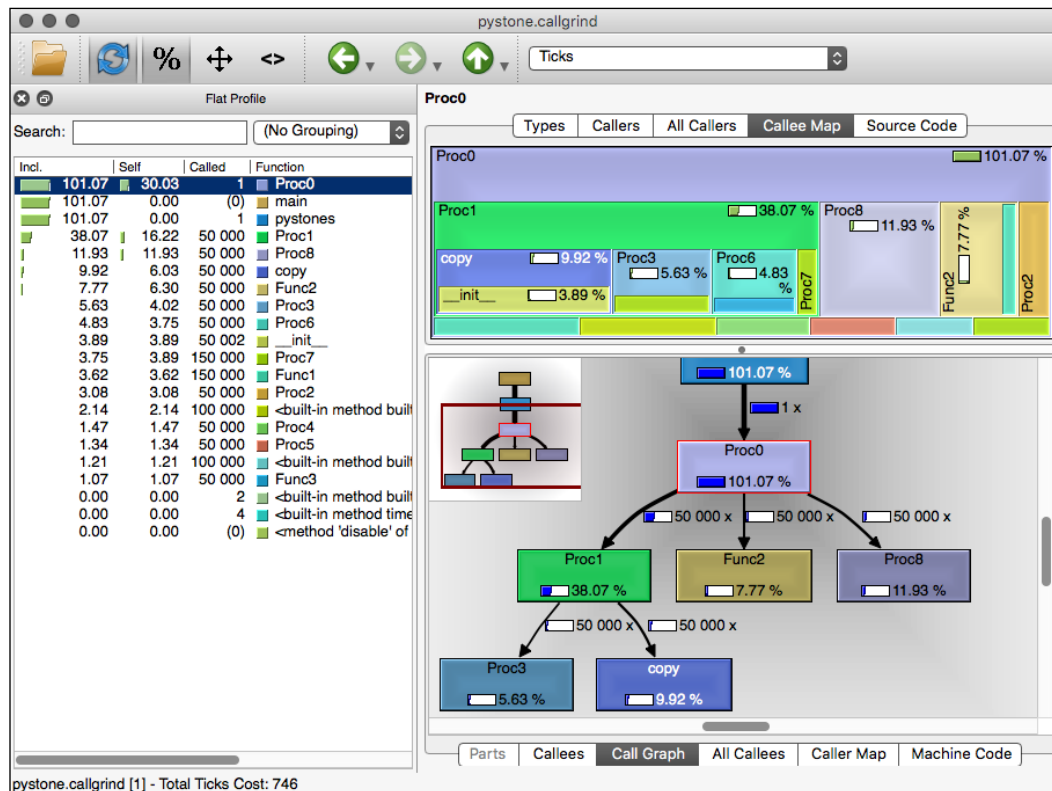 pystone.callgrind
%
<>
Ticks
Flat Profile
Search:
(No Grouping)
Incl. Self Called Function
101.07 30.03 1 Proc0
101.07 0.00 (0) main
101.07 0.00 1 pystones
38.07 16.22 50 000 Proc1
11.93 11.93 50 000 Proc8
9.92 6.03 50 000 copy
7.77 6.30 50 000 Func2
5.63 4.02 50 000 Proc3
4.83 3.75 50 000 Proc6
3.89 3.89 50 002 __init__
3.75 3.89 150 000 Proc7
3.62 3.62 150 000 Func1
3.08 3.08 50 000 Proc2
2.14 2.14 100 000 <built-in method built
1.47 1.47 50 000 Proc4
1.34 1.34 50 000 Proc5
1.21 1.21 100 000 <built-in method built
1.07 1.07 50 000 Func3
0.00 0.00 2 <built-in method built
0.00 0.00 4 <built-in method time
0.00 0.00 (0) <method 'disable' of
Proc0
Types Callers All Callers Callee Map Source Code
Proc0 101.07 %
Proc1 38.07 %
Proc8
11.93 %
Func2 7.77 %
Proc2
copy 9.92 %
Proc3
5.63 %
Proc6
4.83
%
Proc7
__init__ 3.89 %
101.07 %
1 x
Proc0
101.07 %
50 000 x 50 000 x 50 000 x
Proc1 Func2 Proc8
38.07 % 7.77 % 11.93 %
50 000 x 50 000 x
Proc3 copy
5.63 % 9.92 %
Parts Callees Call Graph All Callees Caller Map Machine Code
pystone.callgrind [1] - Total Ticks Cost: 746